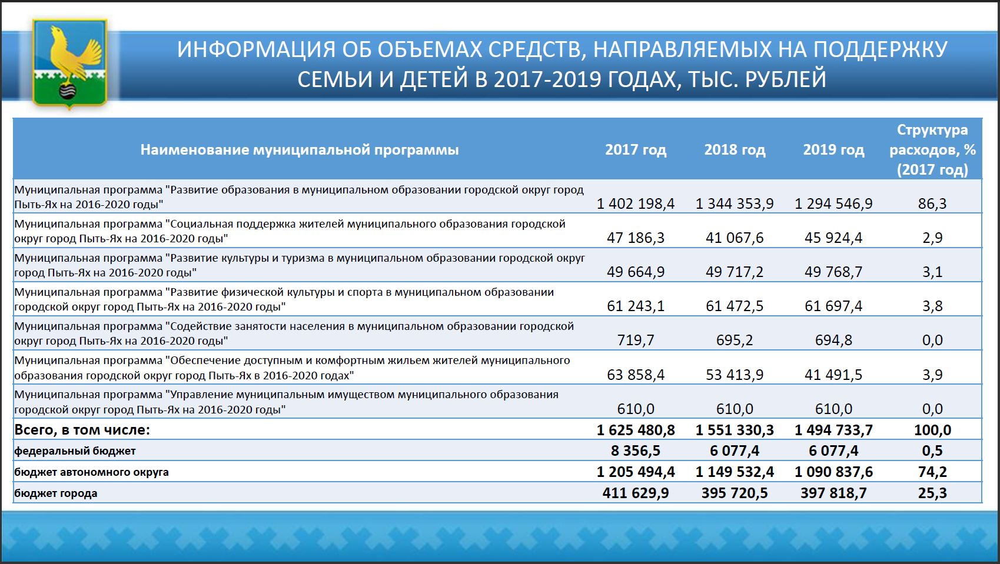 ИНФОРМАЦИЯ ОБ ОБЪЕМАХ СРЕДСТВ, НАПРАВЛЯЕМЫХ НА ПОДДЕРЖКУ
СЕМЬИ И ДЕТЕЙ В 2017-2019 ГОДАХ, ТЫС. РУБЛЕЙ
Наименование муниципальной программы 2017 год 2018 год 2019 год Структура расходов, % (2017 год)
Муниципальная программа "Развитие образования в муниципальном образовании городской округ город
Пыть-Ях на 2016-2020 годы" 1 402 198,4 1 344 353,9 1 294 546,9 86,3
Муниципальная программа "Социальная поддержка жителей муниципального образования городской
округ город Пыть-Ях на 2016-2020 годы" 47 186,3 41 067,6 45 924,4 2,9
Муниципальная программа "Развитие культуры и туризма в муниципальном образовании городской округ
город Пыть-Ях на 2016-2020 годы" 49 664,9 49 717,2 49 768,7 3,1
Муниципальная программа "Развитие физической культуры и спорта в муниципальном образовании
городской округ город Пыть-Ях на 2016-2020 годы" 61 243,1 61 472,5 61 697,4 3,8
Муниципальная программа "Содействие занятости населения в муниципальном образовании городской
округ город Пыть-Ях на 2016-2020 годы" 719,7 695,2 694,8 0,0
Муниципальная программа "Обеспечение доступным и комфортным жильем жителей муниципального
образования городской округ город Пыть-Ях в 2016-2020 годах" 63 858,4 53 413,9 41 491,5 3,9
Муниципальная программа "Управление муниципальным имуществом муниципального образования
городской округ город Пыть-Ях на 2016-2020 годы" 610,0 610,0 610,0 0,0
Всего, в том числе: 1 625 480,8 1 551 330,3 1 494 733,7 100,0
федеральный бюджет 8 356,5 6 077,4 6 077,4 0,5
бюджет автономного округа 1 205 494,4 1 149 532,4 1 090 837,6 74,2
бюджет города 411 629,9 395 720,5 397 818,7 25,3